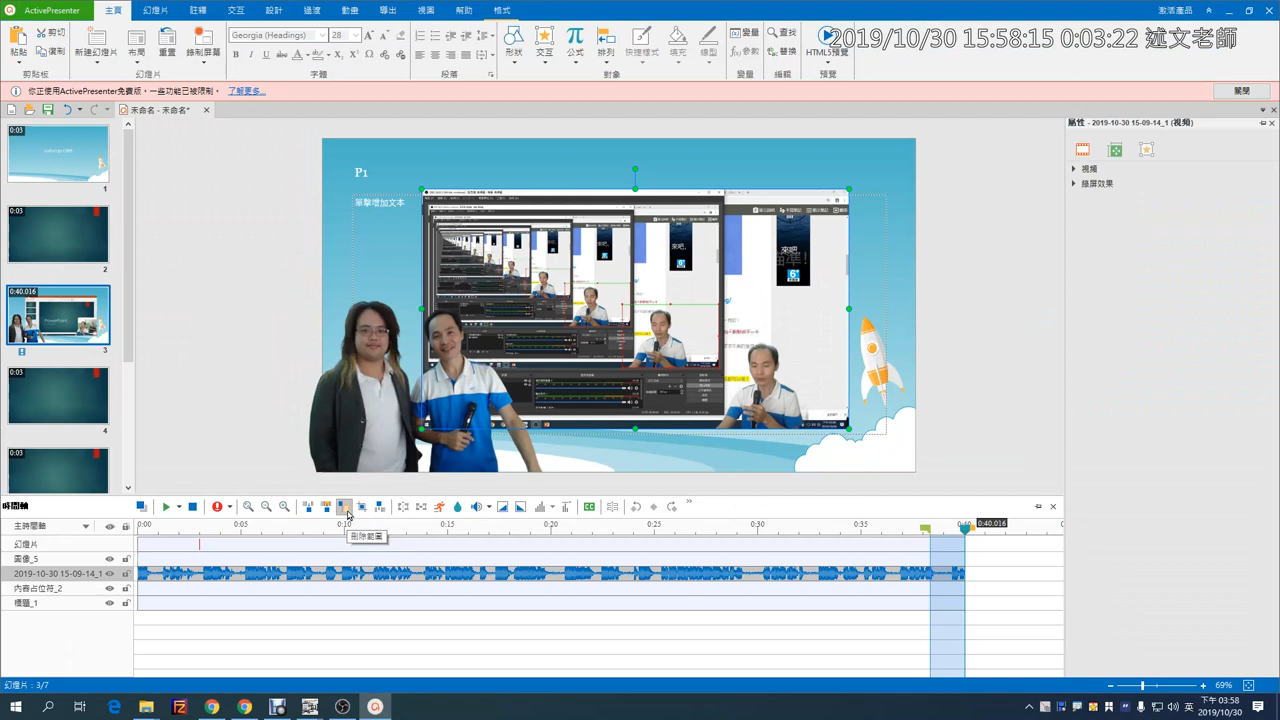 ActivePresenter
主頁 幻燈片 註釋 交互 設計 過渡 動畫 導出 視圖 幫助 格式
激活產品
粘貼
剪切
複製
新建幻燈片
布局
重置
錄制屏幕
Georgia (Headings) 28
形狀
交互
公式
排列
快捷樣式
填充
線型
變量
參數
查找
替換
HTML5預覽
2019/10/30 15:58:15 0:03:22 述文老師
剪貼板 幻燈片 字體 段落 對象 變量 編輯 預覽
你正使用ActivePresenter免費版，一些功能已被限制。 了解更多...
關閉
未命名 - 未命名*
屬性 - 2019-10-30 15-09-14_1 (視頻)
視頻
錄屏效果
0:03
1
0:03
2
0:40.016
PowerPoint
3
0:03
4
0:03
P1
單擊增加文本
來吧,
來吧
時間軸
刪除範圍
主時間軸
0:00 0:05 0:10 0:15 0:20 0:25 0:30 0:35 0:40.016
幻燈片
圖像_5
2019-10-30 15-09-14_1
內容占位符_2
標題_1
幻燈片: 3/7
69%
英
下午 03:58
2019/10/30